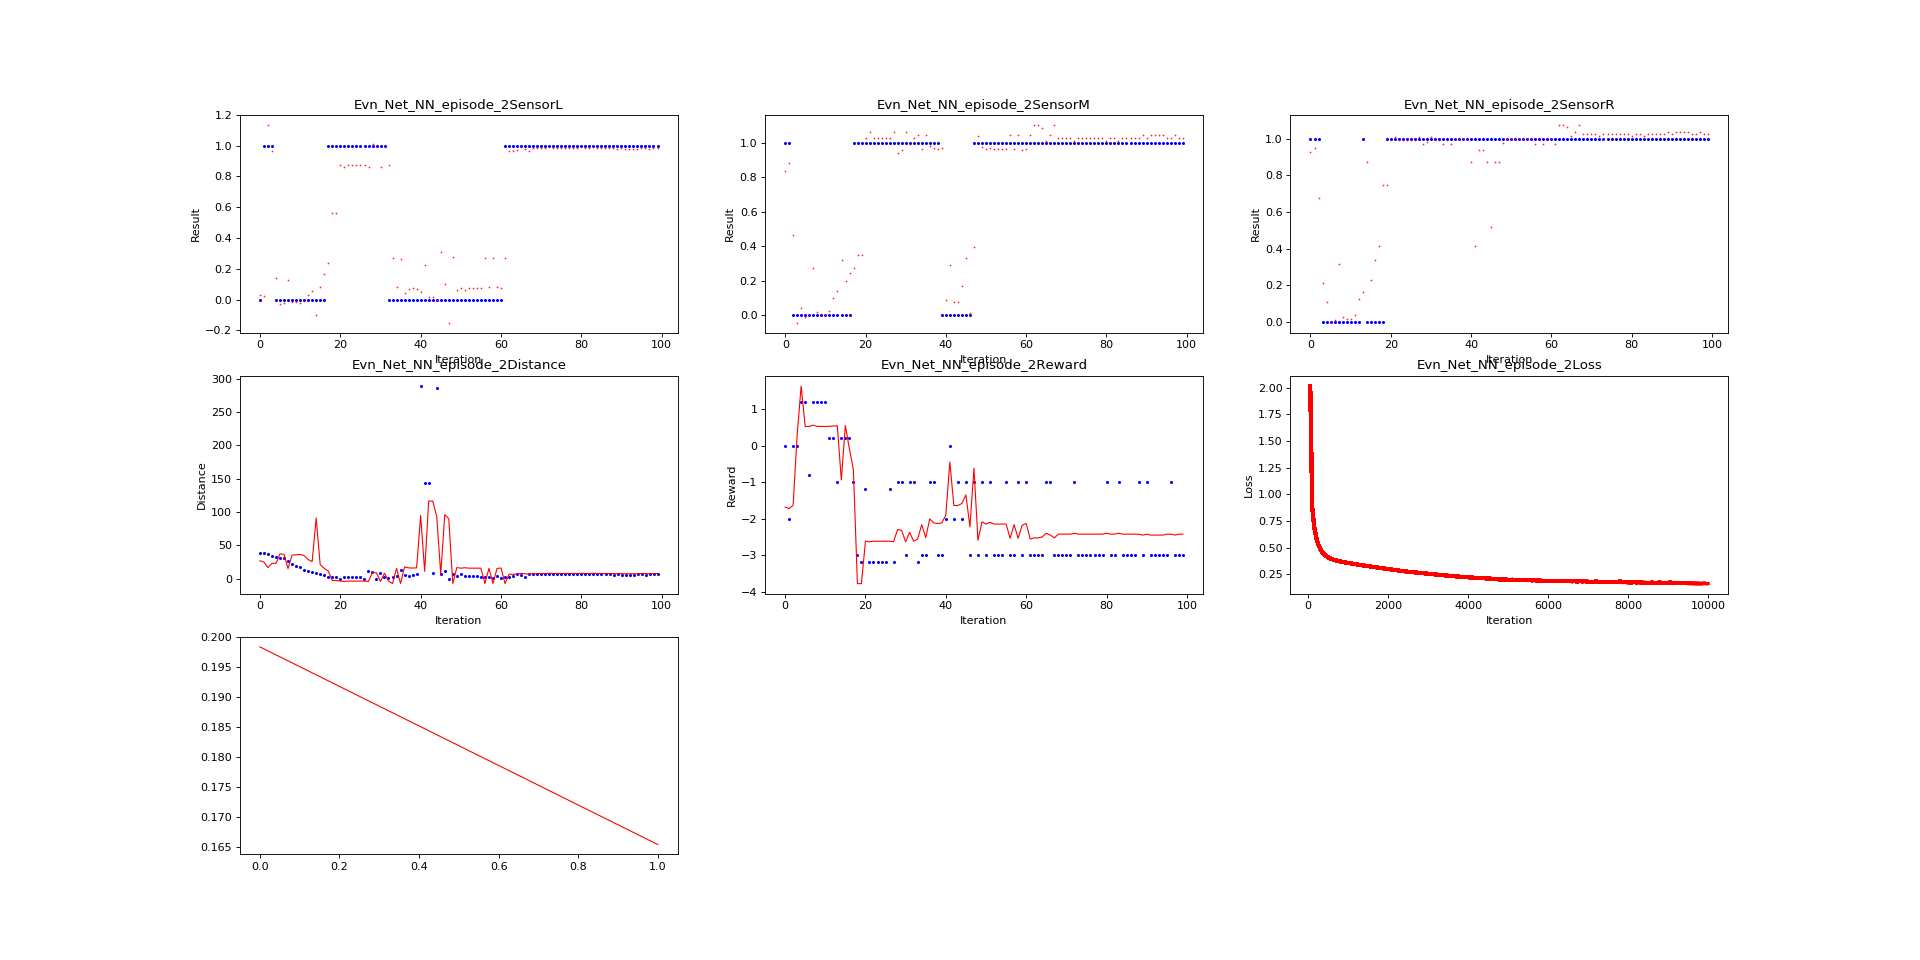 Evn_Net_NN_episode_2SensorL
1.2
1.0
0.8
0.6
0.4
0.2
0.0
−0.2
Result
0 20 40 60 80 100
Iteration
Evn_Net_NN_episode_2SensorM
1.0
0.8
0.6
0.4
0.2
0.0
Result
0 20 40 60 80 100
Iteration
Evn_Net_NN_episode_2SensorR
1.0
0.8
0.6
0.4
0.2
0.0
Result
0 20 40 60 80 100
Iteration
Evn_Net_NN_episode_2Distance
300
250
200
150
100
50
0
Distance
0 20 40 60 80 100
Iteration
Evn_Net_NN_episode_2Reward
1
0
−1
−2
−3
−4
Reward
0 20 40 60 80 100
Iteration
Evn_Net_NN_episode_2Loss
2.00
1.75
1.50
1.25
1.00
0.75
0.50
0.25
Loss
0 2000 4000 6000 8000 10000
Iteration
0.200
0.195
0.190
0.185
0.180
0.175
0.170
0.165
0.0 0.2 0.4 0.6 0.8 1.0